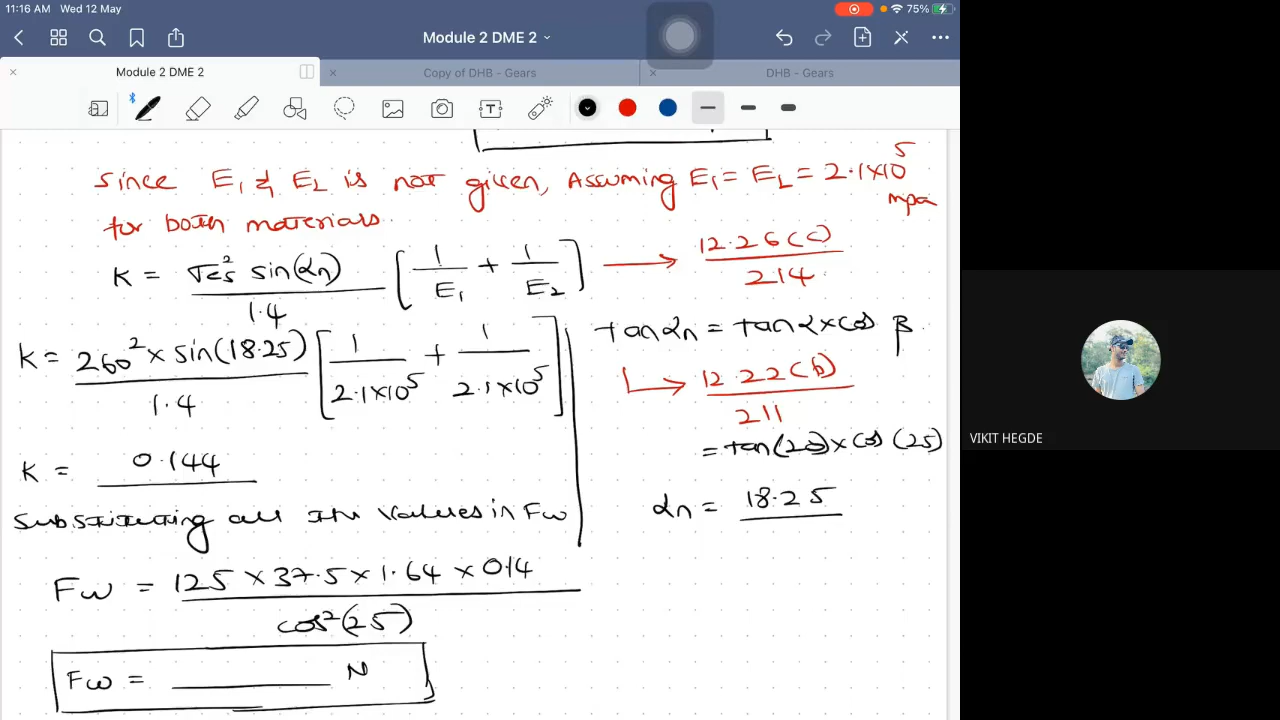 11:16 AM Wed 12 May
75%
Module 2 DME 2
Module 2 DME 2
Copy of DHB - Gears
DHB - Gears
Since E1 & E2 is not given, Assuming E1 = E2 = 2.1×10^5 mpa
for both materials.
K = σes² sin(αn) / 1.4 [ 1/E1 + 1/E2 ] → 12.26(c) / 214
K = 260² × sin(18.25) / 1.4 [ 1 / 2.1×10^5 + 1 / 2.1×10^5 ]
K = 0.144
Substituting all the values in Fw
Fw = 125 × 37.5 × 1.64 × 0.14 / cos²(25)
Fw = ______ N
tan αn = tan α × cos β
↳ 12.22(b) / 211
= tan(20) × cos(25)
αn = 18.25
VIKIT HEGDE